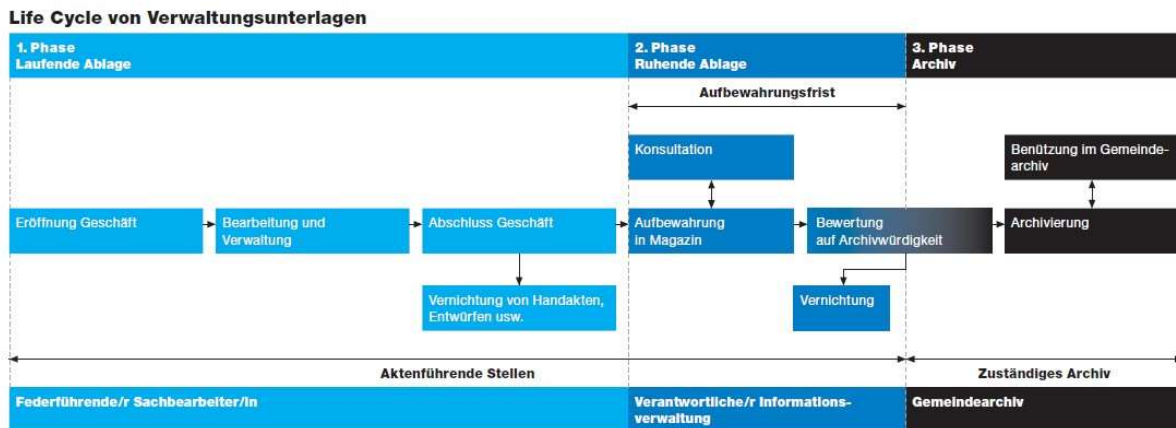 Life Cycle von Verwaltungsunterlagen
1. Phase
Laufende Ablage
2. Phase
Ruhende Ablage
3. Phase
Archiv
Aufbewahrungsfrist
Konsultation
Benützung im Gemeinde-
archiv
Eröffnung Geschäft
Bearbeitung und
Verwaltung
Abschluss Geschäft
Aufbewahrung
in Magazin
Bewertung
auf Archivwürdigkeit
Archivierung
Vernichtung von Handakten,
Entwürfen usw.
Vernichtung
Aktenführende Stellen
Zuständiges Archiv
Federführende/r Sachbearbeiter/in
Verantwortliche/r Informations-
verwaltung
Gemeindearchiv